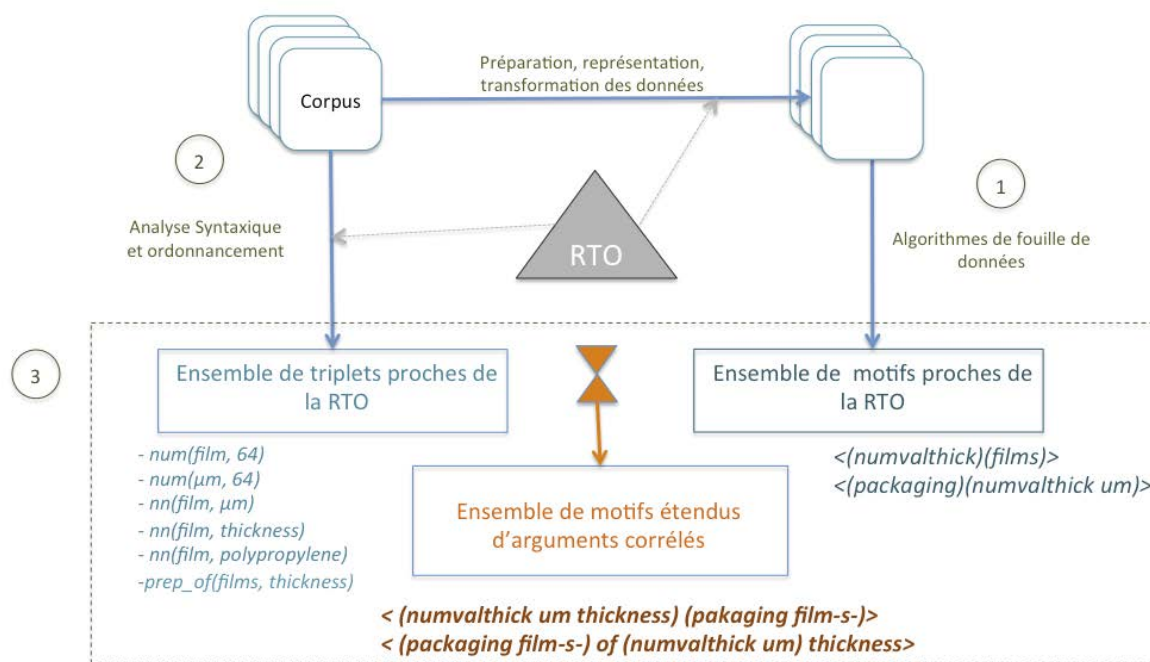 Préparation, représentation,
transformation des données
Corpus
2
1
Analyse Syntaxique
et ordonnancement
RTO
Algorithmes de fouille de
données
3
Ensemble de triplets proches de
la RTO
Ensemble de motifs proches de
la RTO
- num(film, 64)
- num(µm, 64)
- nn(film, µm)
- nn(film, thickness)
- nn(film, polypropylene)
-prep_of(films, thickness)
<(numvalthick)(films)>
<(packaging)(numvalthick um)>
Ensemble de motifs étendus
d'arguments corrélés
< (numvalthick um thickness) (pakaging film-s-)>
< (packaging film-s-) of (numvalthick um) thickness>